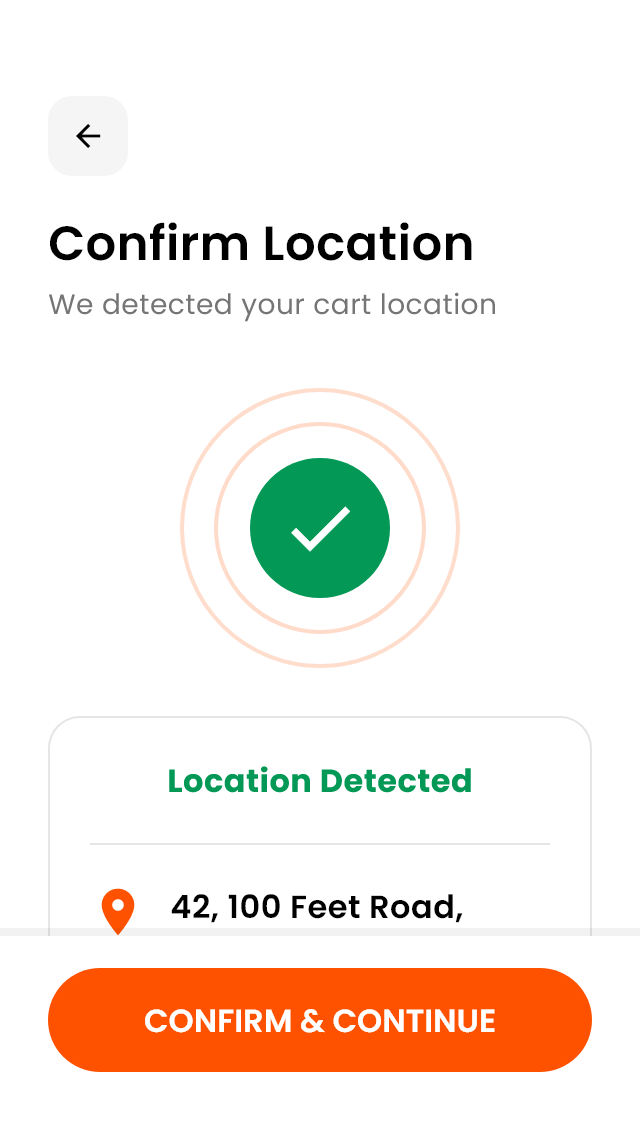 Confirm Location
We detected your cart location
Location Detected
42, 100 Feet Road,
CONFIRM & CONTINUE